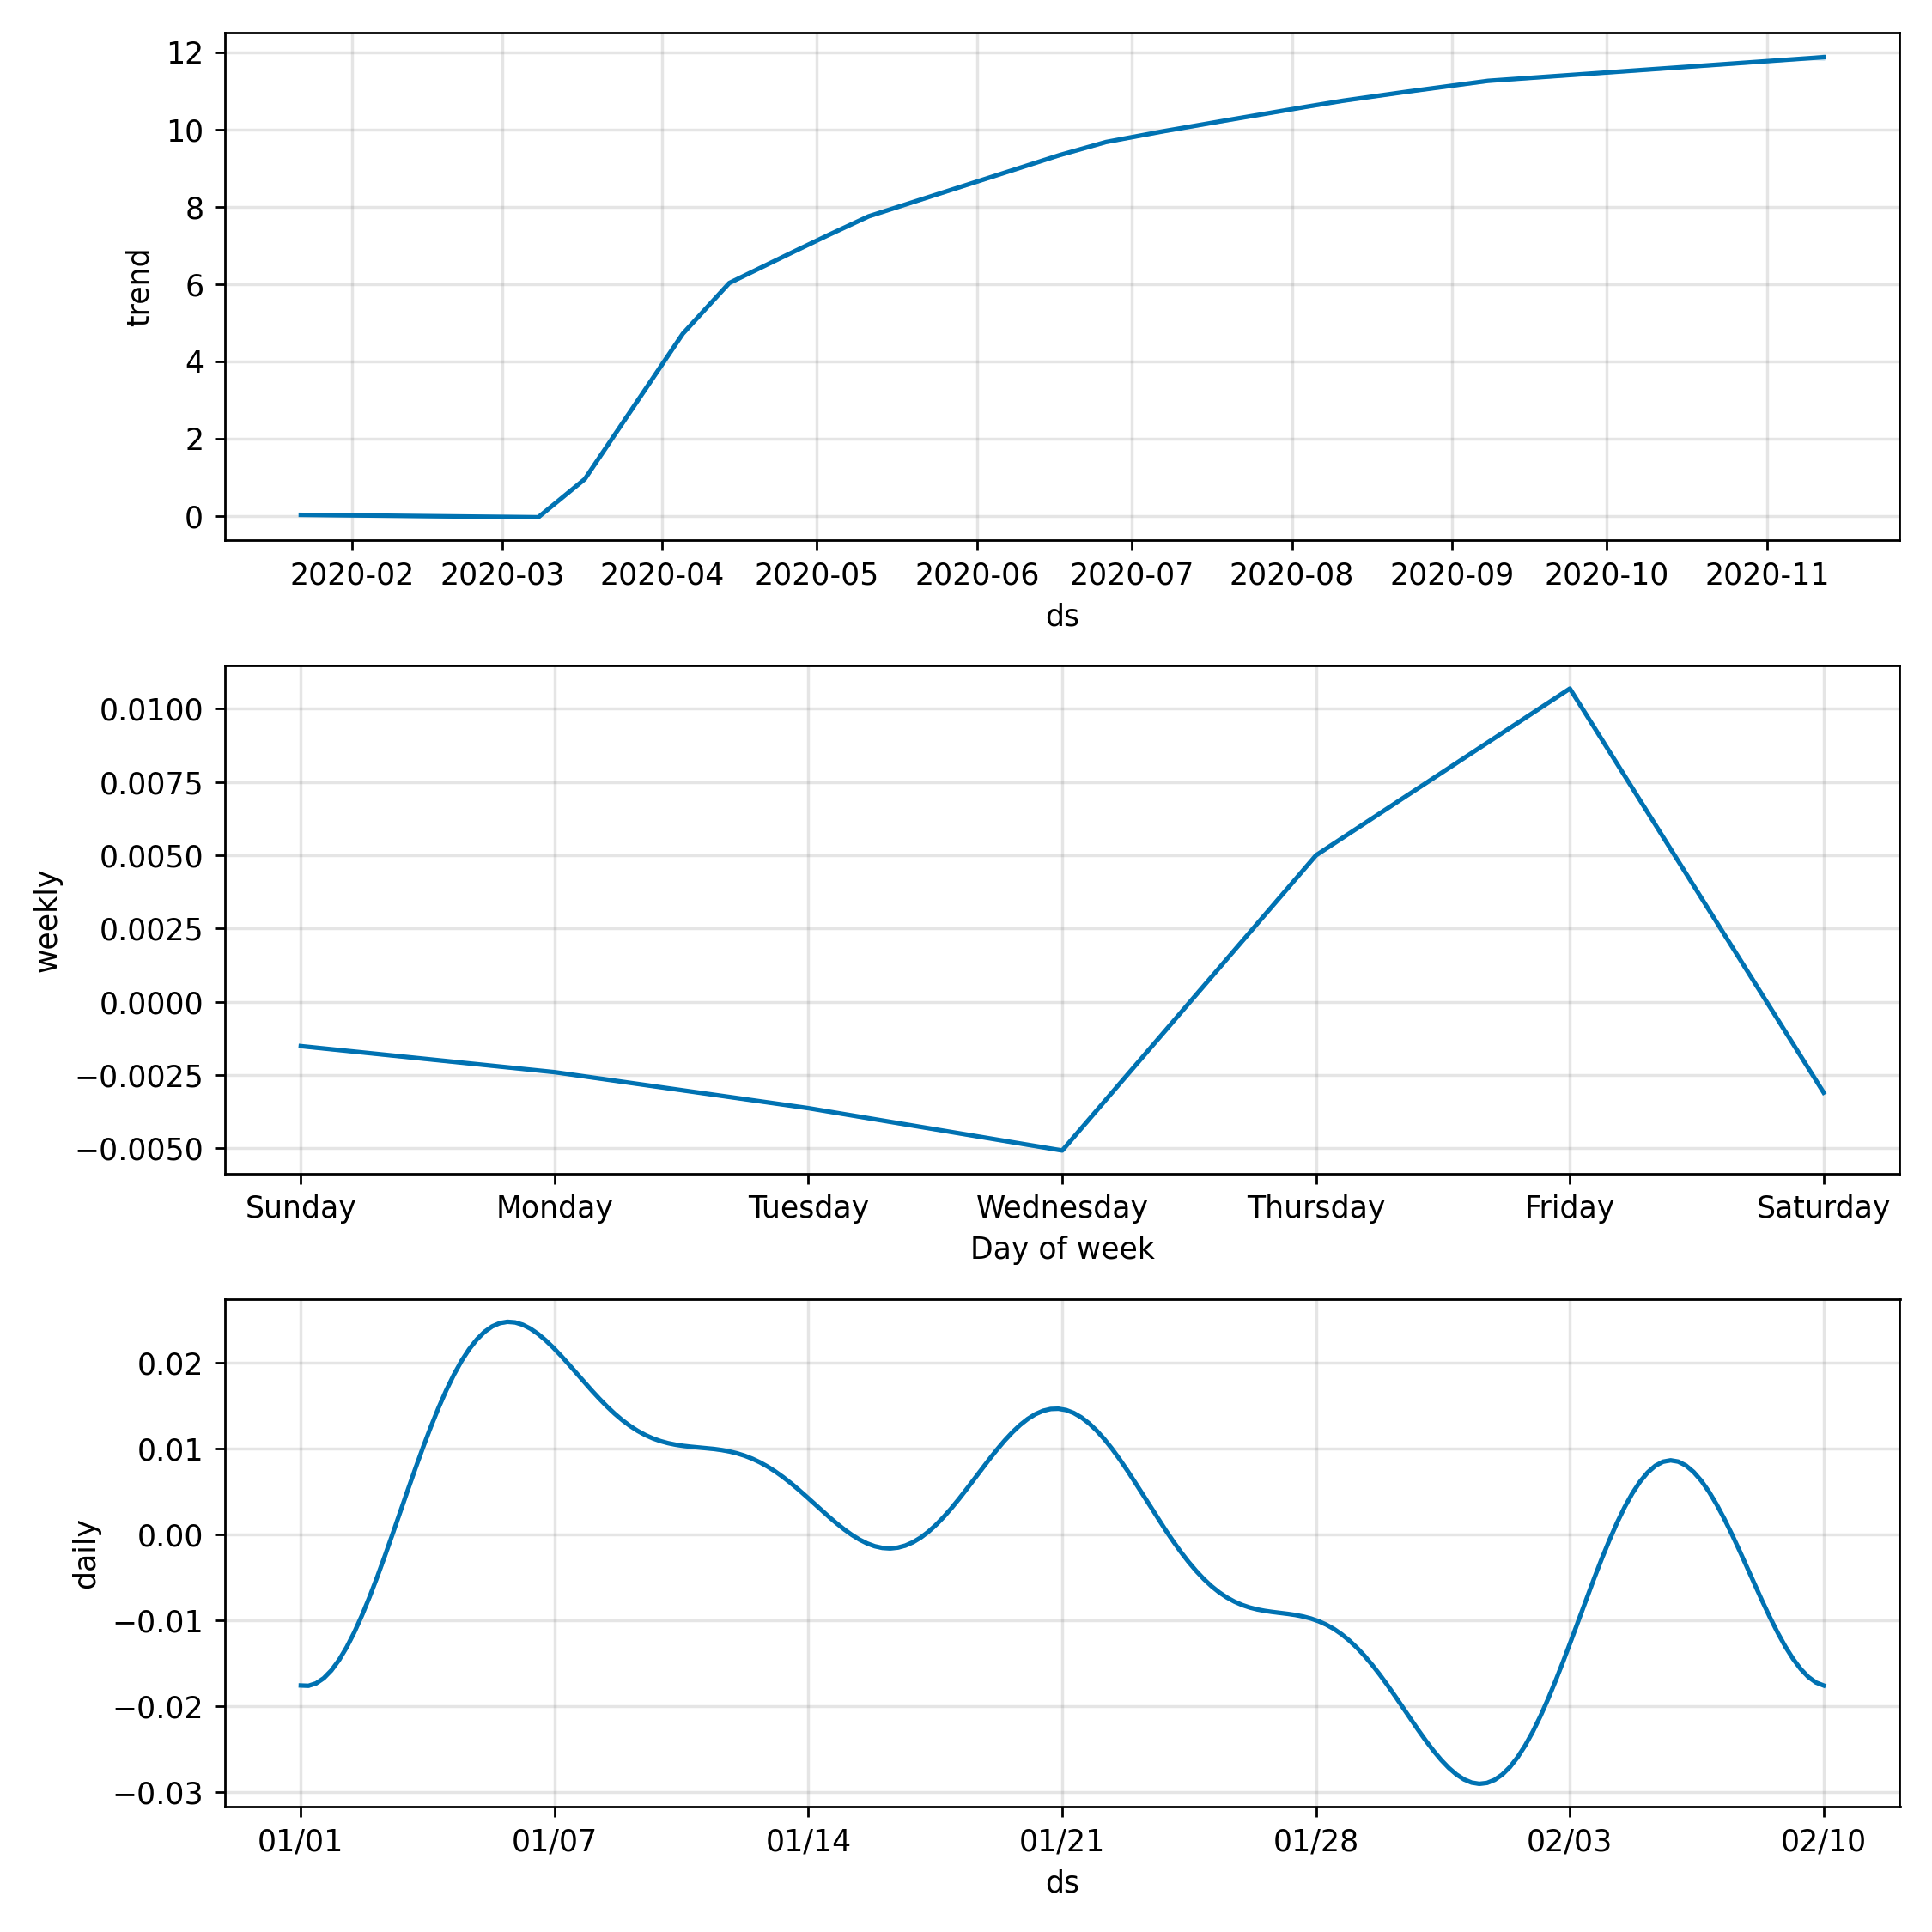 12
10
8
6
4
2
0
trend
2020-02 2020-03 2020-04 2020-05 2020-06 2020-07 2020-08 2020-09 2020-10 2020-11
ds
0.0100
0.0075
0.0050
0.0025
0.0000
−0.0025
−0.0050
weekly
Sunday Monday Tuesday Wednesday Thursday Friday Saturday
Day of week
0.02
0.01
0.00
−0.01
−0.02
−0.03
daily
01/01 01/07 01/14 01/21 01/28 02/03 02/10
ds